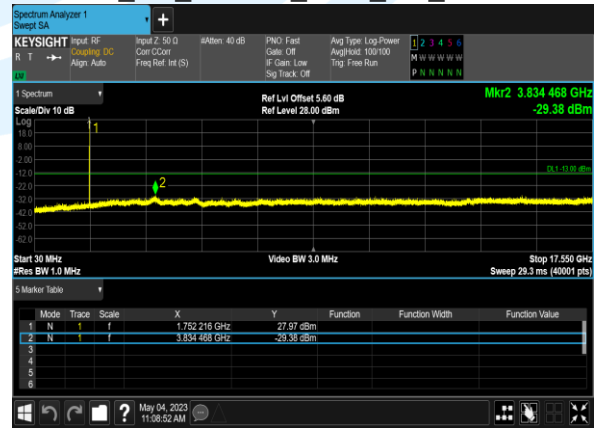 Spectrum Analyzer 1
Swept SA
+
KEYSIGHT Input: RF Input Z: 50 Ω #Atten: 40 dB PNO: Fast Avg Type: Log-Power 1 2 3 4 5 6
R T Coupling: DC Corr CCorr Gate: Off Avg|Hold: 100/100 M W W W W W
Align: Auto Freq Ref: Int (S) IF Gain: Low Trig: Free Run P N N N N N
LVI Sig Track: Off
1 Spectrum Ref Lvl Offset 5.60 dB Mkr2 3.834 468 GHz
Scale/Div 10 dB Ref Level 28.00 dBm -29.38 dBm
Log
1
18.0
8.00
-2.00
-12.0 DL1 -13.00 dBm
-22.0 2
-32.0
-42.0
-52.0
-62.0
Start 30 MHz Video BW 3.0 MHz Stop 17.550 GHz
#Res BW 1.0 MHz Sweep 29.3 ms (40001 pts)
5 Marker Table
Mode Trace Scale X Y Function Function Width Function Value
1 N 1 f 1.752 216 GHz 27.97 dBm
2 N 1 f 3.834 468 GHz -29.38 dBm
3
4
5
6
? May 04, 2023
11:08:52 AM